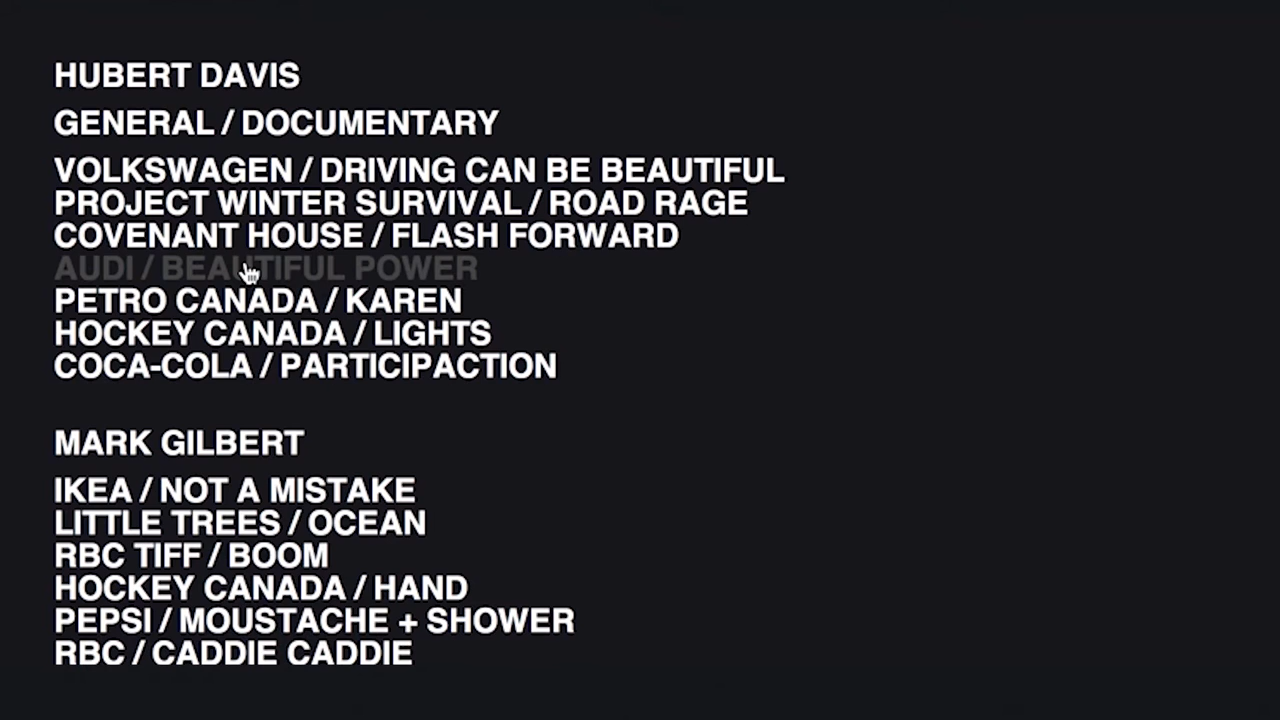 HUBERT DAVIS
GENERAL / DOCUMENTARY
VOLKSWAGEN / DRIVING CAN BE BEAUTIFUL
PROJECT WINTER SURVIVAL / ROAD RAGE
COVENANT HOUSE / FLASH FORWARD
AUDI / BEAUTIFUL POWER
PETRO CANADA / KAREN
HOCKEY CANADA / LIGHTS
COCA-COLA / PARTICIPACTION
MARK GILBERT
IKEA / NOT A MISTAKE
LITTLE TREES / OCEAN
RBC TIFF / BOOM
HOCKEY CANADA / HAND
PEPSI / MOUSTACHE + SHOWER
RBC / CADDIE CADDIE